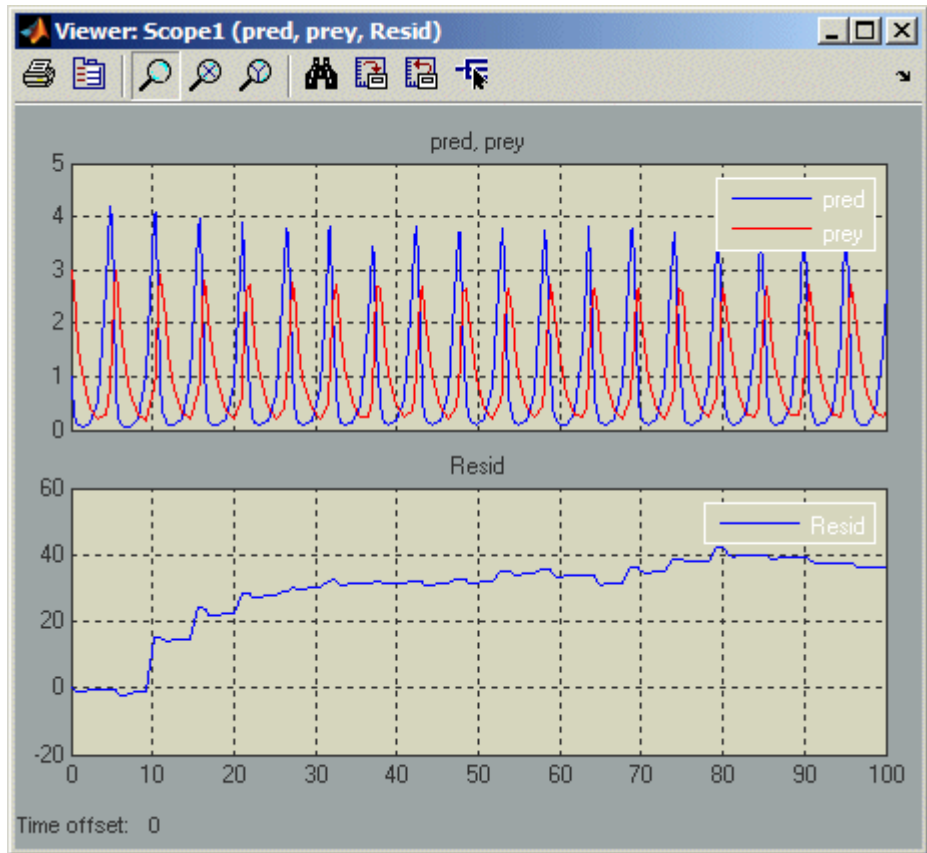 Viewer: Scope1 (pred, prey, Resid)
pred, prey
5
4
3
2
1
0
pred
prey
Resid
60
40
20
0
-20
Resid
0 10 20 30 40 50 60 70 80 90 100
Time offset: 0